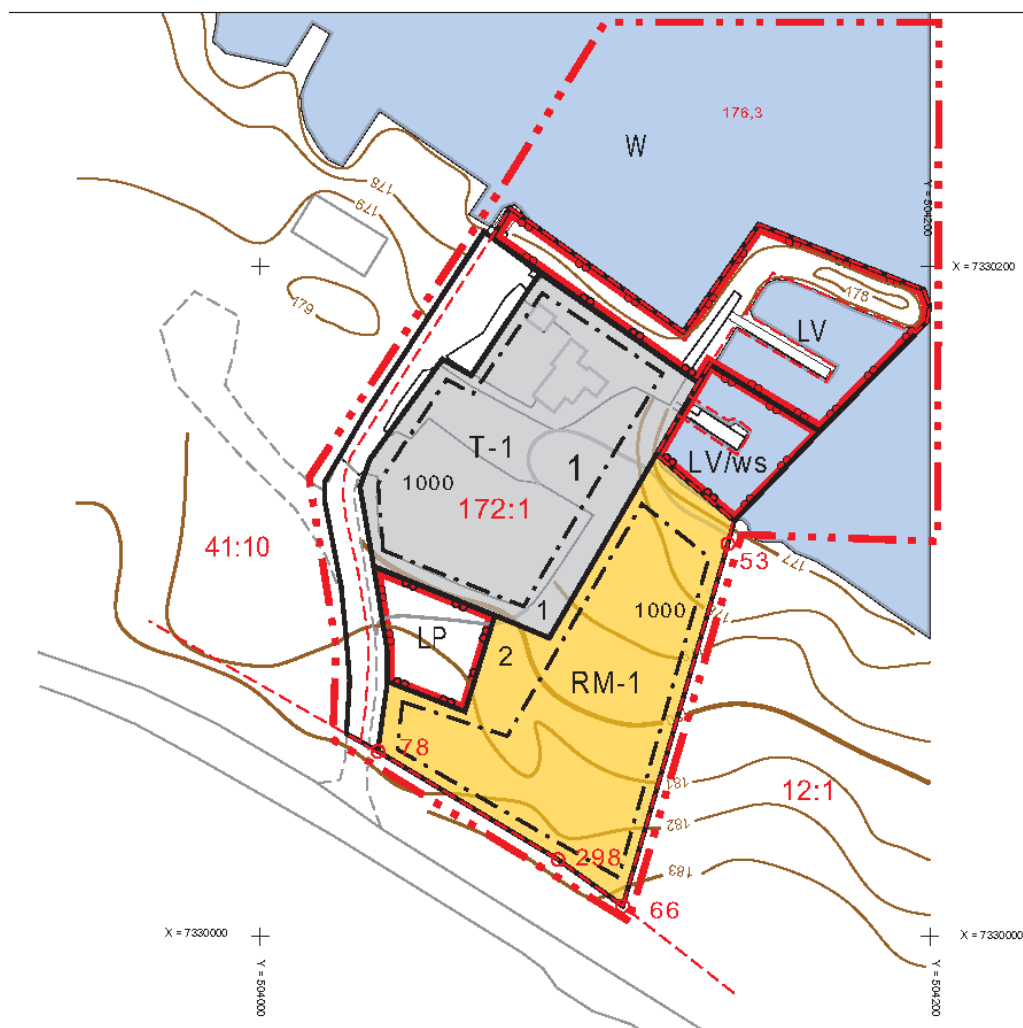 176,3
W
178
179
Y = 504200
X = 7330200
179
178
LV
T-1
1
LV/ws
1000
172:1
41:10
53
177
1
1000
LP
2
RM-1
78
181
12:1
182
298
183
66
X = 7330000
X = 7330000
Y = 504000
Y = 504200